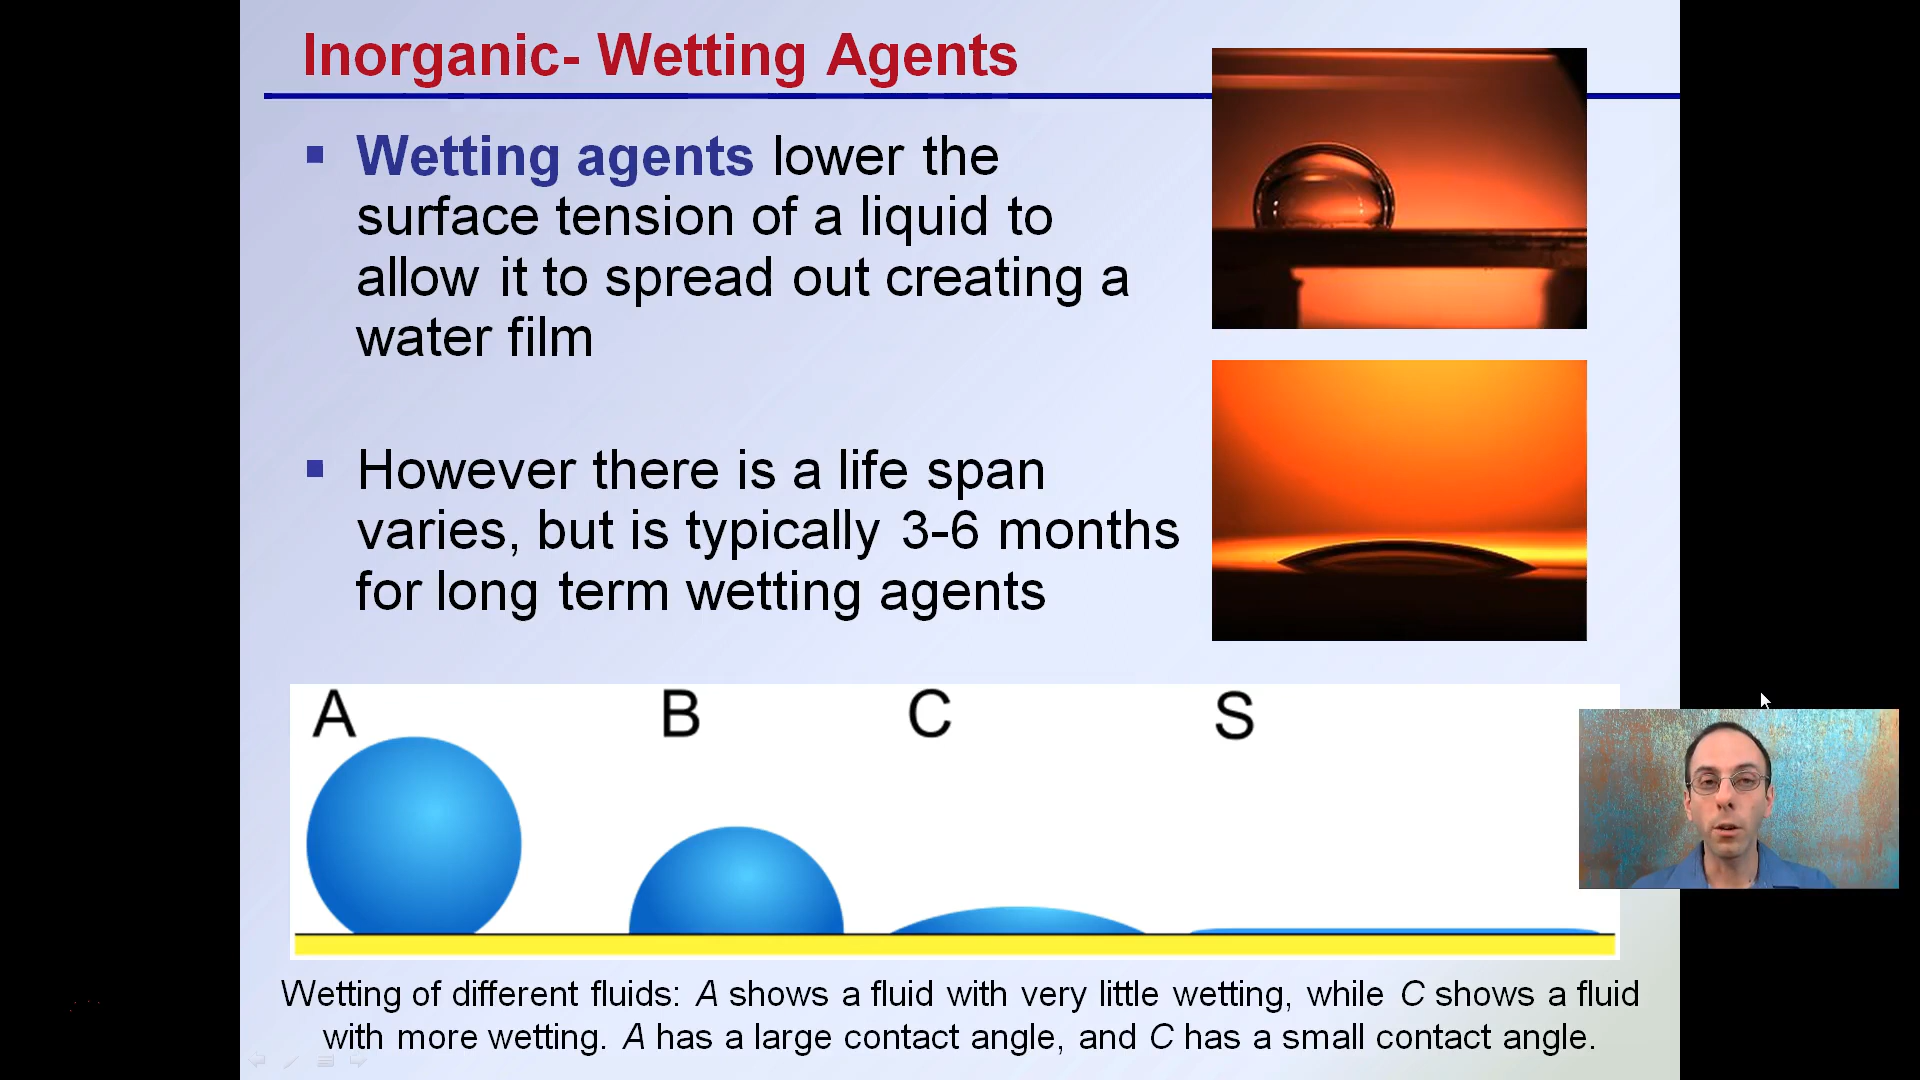 Inorganic- Wetting Agents
Wetting agents lower the
surface tension of a liquid to
allow it to spread out creating a
water film
However there is a life span
varies, but is typically 3-6 months
for long term wetting agents
A B C S
Wetting of different fluids: A shows a fluid with very little wetting, while C shows a fluid
with more wetting. A has a large contact angle, and C has a small contact angle.